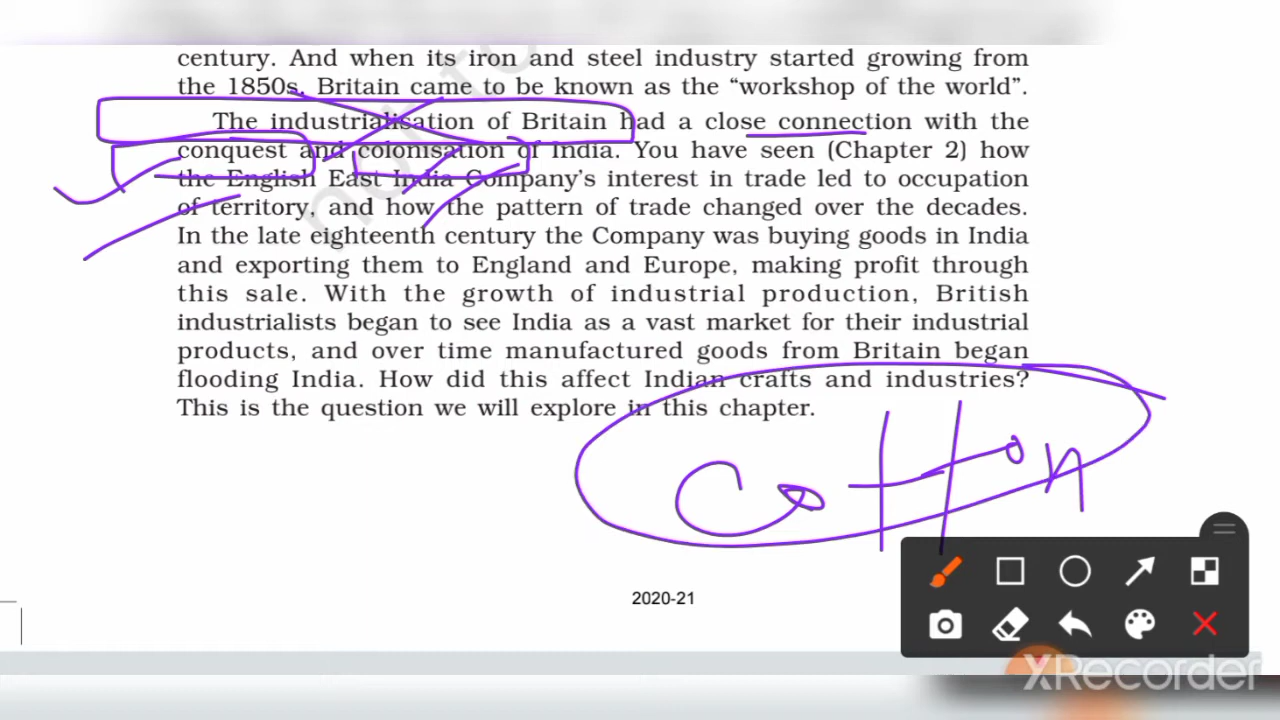 century. And when its iron and steel industry started growing from
the 1850s, Britain came to be known as the “workshop of the world”.
The industrialisation of Britain had a close connection with the
conquest and colonisation of India. You have seen (Chapter 2) how
the English East India Company’s interest in trade led to occupation
of territory, and how the pattern of trade changed over the decades.
In the late eighteenth century the Company was buying goods in India
and exporting them to England and Europe, making profit through
this sale. With the growth of industrial production, British
industrialists began to see India as a vast market for their industrial
products, and over time manufactured goods from Britain began
flooding India. How did this affect Indian crafts and industries?
This is the question we will explore in this chapter.
Cotton
2020-21
XRecorder